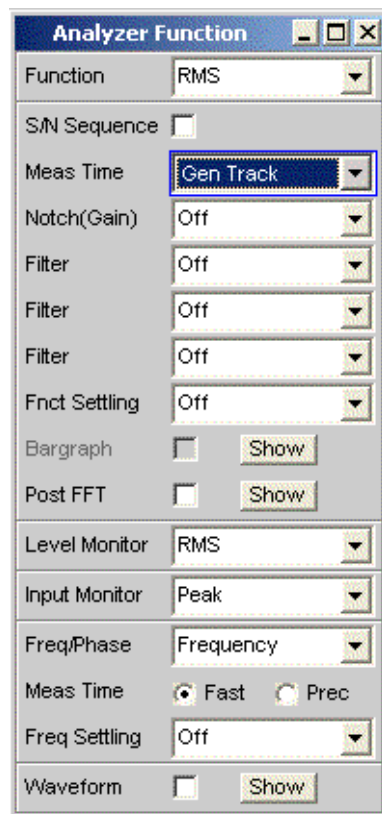 Analyzer Function
Function RMS
S/N Sequence
Meas Time Gen Track
Notch(Gain) Off
Filter Off
Filter Off
Filter Off
Fnct Settling Off
Bargraph Show
Post FFT Show
Level Monitor RMS
Input Monitor Peak
Freq/Phase Frequency
Meas Time Fast Prec
Freq Settling Off
Waveform Show